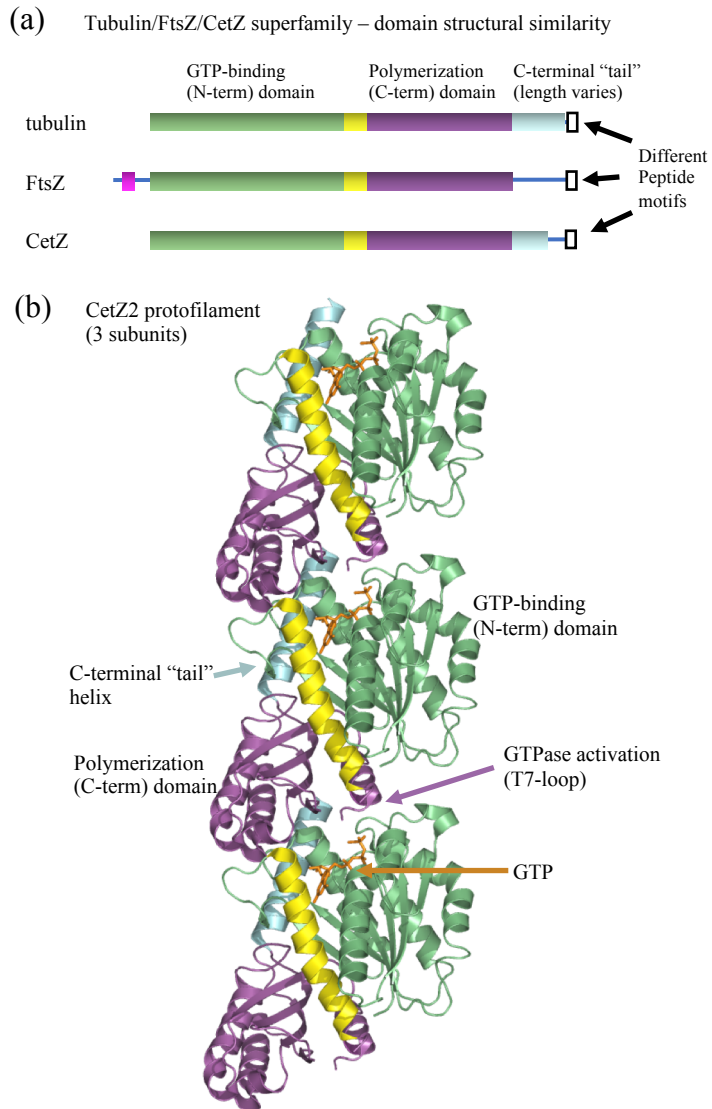 (a)
Tubulin/FtsZ/CetZ superfamily – domain structural similarity
GTP-binding
(N-term) domain
Polymerization
(C-term) domain
C-terminal “tail”
(length varies)
tubulin
FtsZ
CetZ
Different
Peptide
motifs
(b)
CetZ2 protofilament
(3 subunits)
GTP-binding
(N-term) domain
C-terminal “tail”
helix
Polymerization
(C-term) domain
GTPase activation
(T7-loop)
GTP